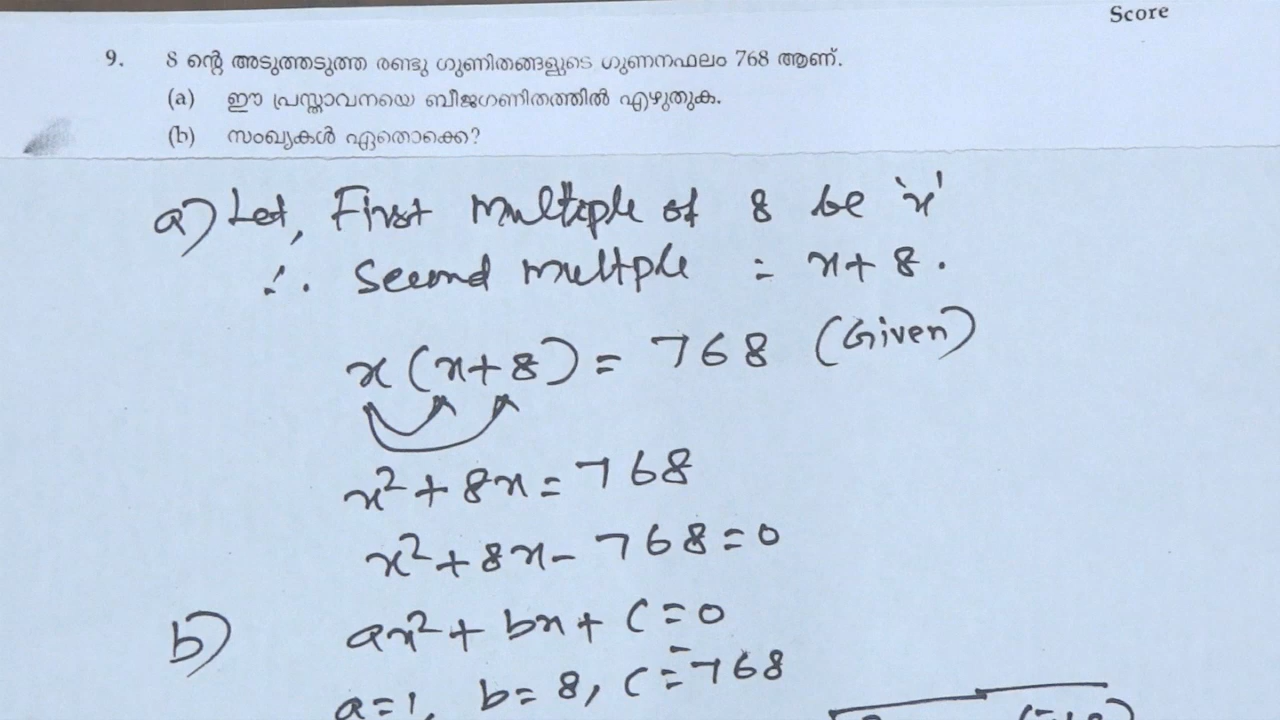 Score
9. 8 ന്റെ അടുത്തടുത്ത രണ്ടു ഗുണിതങ്ങളുടെ ഗുണനഫലം 768 ആണ്.
(a) ഈ പ്രസ്താവനയെ ബീജഗണിതത്തിൽ എഴുതുക.
(b) സംഖ്യകൾ ഏതൊക്കെ?
a) Let, First multiple of 8 be 'x'
∴ Second multple = x + 8.
x (x + 8) = 768 (Given)
x² + 8x = 768
x² + 8x - 768 = 0
b) ax² + bx + c = 0
a = 1, b = 8, c = -768